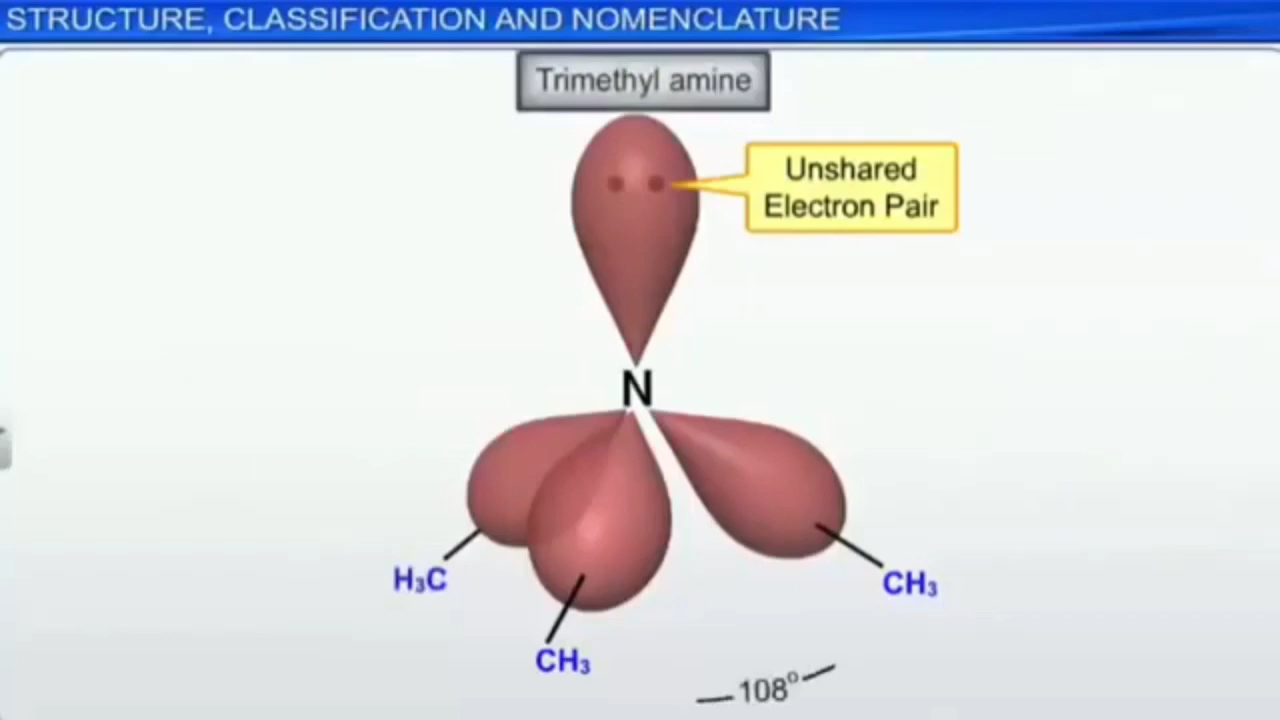 STRUCTURE, CLASSIFICATION AND NOMENCLATURE
Trimethyl amine
Unshared
Electron Pair
N
H₃C
CH₃
CH₃
108°